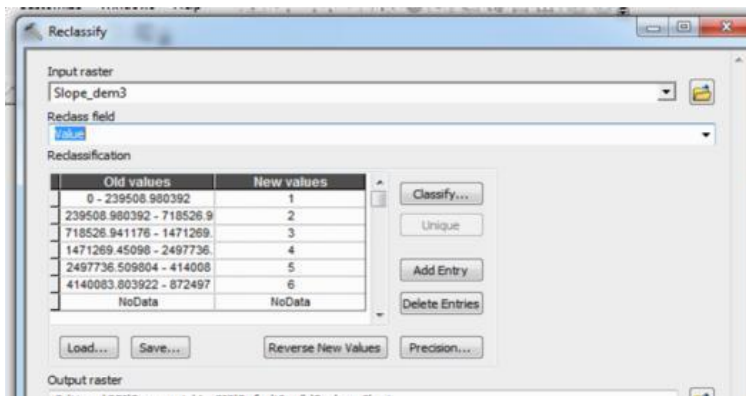 Reclassify
Input raster
Slope_dem3
Reclass field
Value
Reclassification
Old values New values
0 - 239508.980392 1
239508.980392 - 718526.9 2
718526.941176 - 1471269. 3
1471269.45098 - 2497736. 4
2497736.509804 - 414008 5
4140083.803922 - 872497 6
NoData NoData
Classify...
Unique
Add Entry
Delete Entries
Load... Save... Reverse New Values Precision...
Output raster